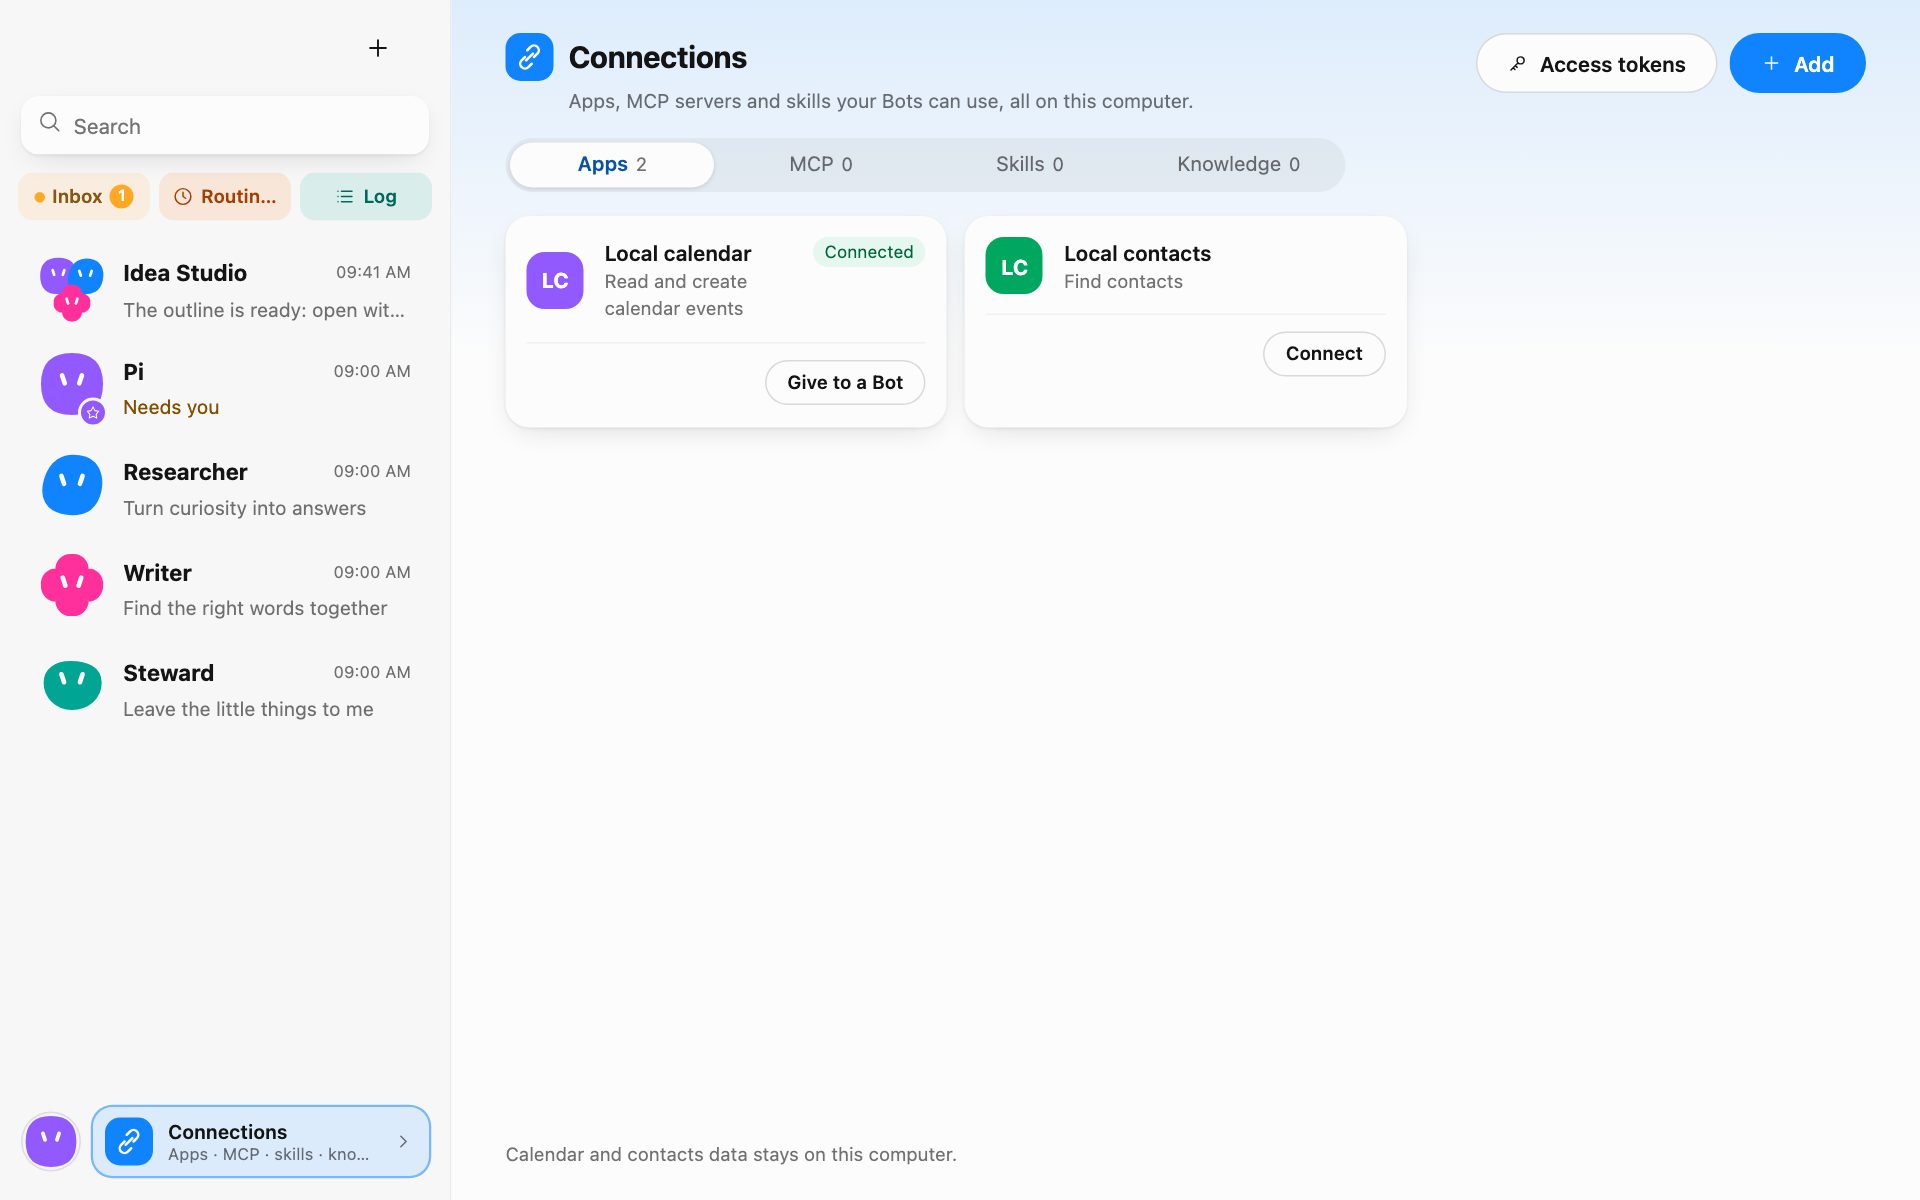 Search
Inbox 1
Routin...
Log
Idea Studio 09:41 AM
The outline is ready: open wit...
Pi 09:00 AM
Needs you
Researcher 09:00 AM
Turn curiosity into answers
Writer 09:00 AM
Find the right words together
Steward 09:00 AM
Leave the little things to me
Connections
Apps · MCP · skills · kno...
Connections
Apps, MCP servers and skills your Bots can use, all on this computer.
Access tokens
Add
Apps 2
MCP 0
Skills 0
Knowledge 0
LC
Local calendar
Connected
Read and create
calendar events
Give to a Bot
LC
Local contacts
Find contacts
Connect
Calendar and contacts data stays on this computer.